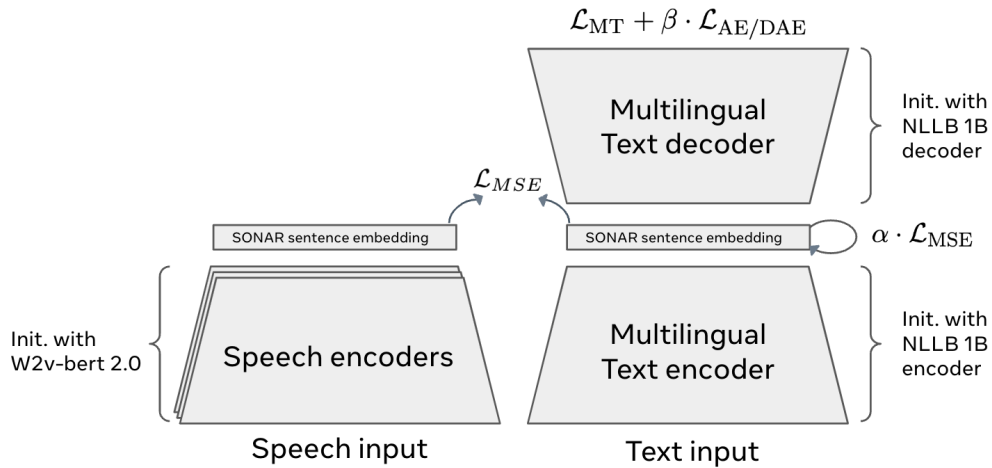 𝓛_MT + β · 𝓛_AE/DAE
Multilingual
Text decoder
Init. with
NLLB 1B
decoder
𝓛_MSE
SONAR sentence embedding
SONAR sentence embedding
α · 𝓛_MSE
Init. with
W2v-bert 2.0
Speech encoders
Multilingual
Text encoder
Init. with
NLLB 1B
encoder
Speech input
Text input